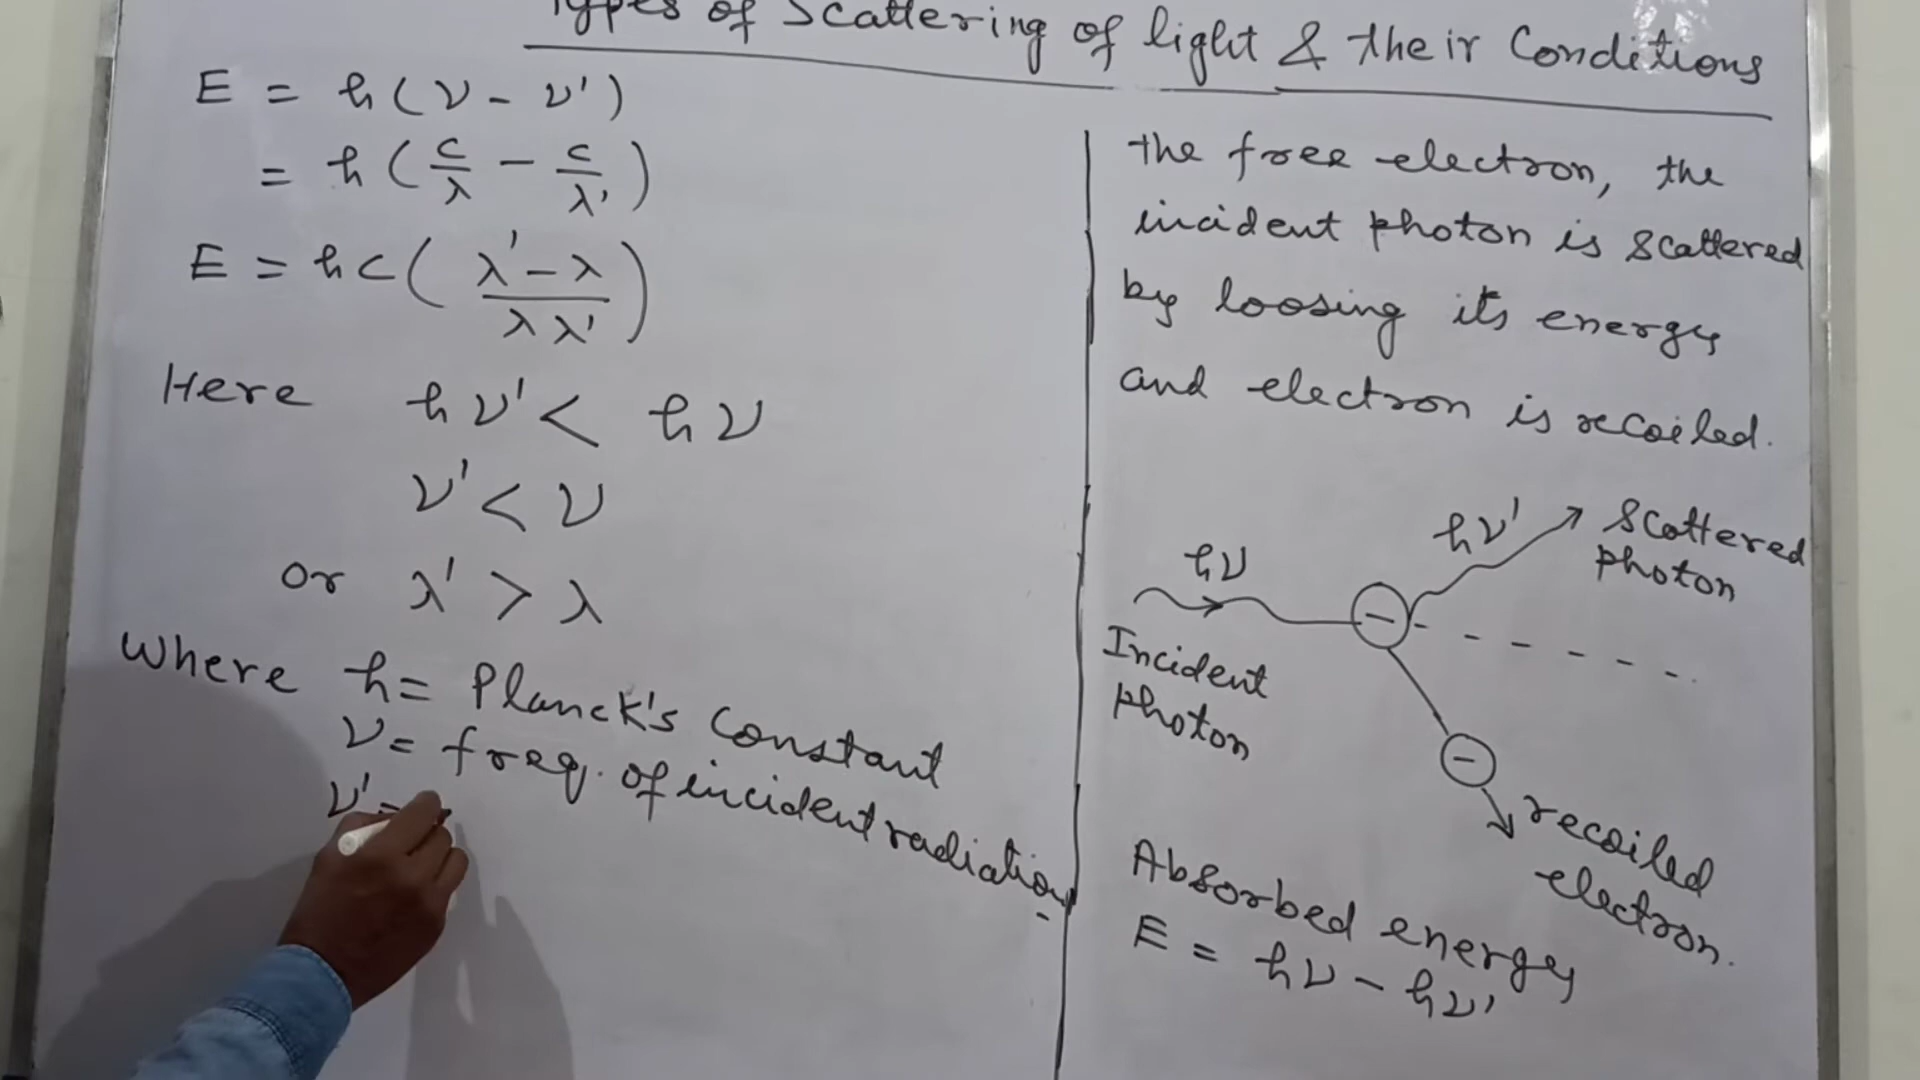 Types of Scattering of light & their Conditions
E = h(ν - ν')
= h(c/λ - c/λ')
E = hc(λ'-λ/λλ')
Here hν' < hν
ν' < ν
or λ' > λ
Where h = Planck's Constant
ν = freq. of incident radiation
ν' =
the free electron, the
incident photon is scattered
by loosing its energy
and electron is recoiled.
hν
hν'
Scattered
photon
Incident
photon
recoiled
electron.
Absorbed energy
E = hν - hν'